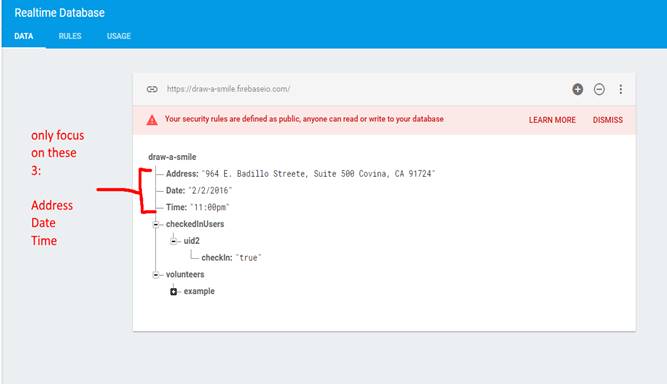 Realtime Database
DATA RULES USAGE
https://draw-a-smile.firebaseio.com/
Your security rules are defined as public, anyone can read or write to your database LEARN MORE DISMISS
only focus
on these
3:
Address
Date
Time
draw-a-smile
Address: "964 E. Badillo Streete, Suite 500 Covina, CA 91724"
Date: "2/2/2016"
Time: "11:00pm"
checkedInUsers
uid2
checkIn: "true"
volunteers
example